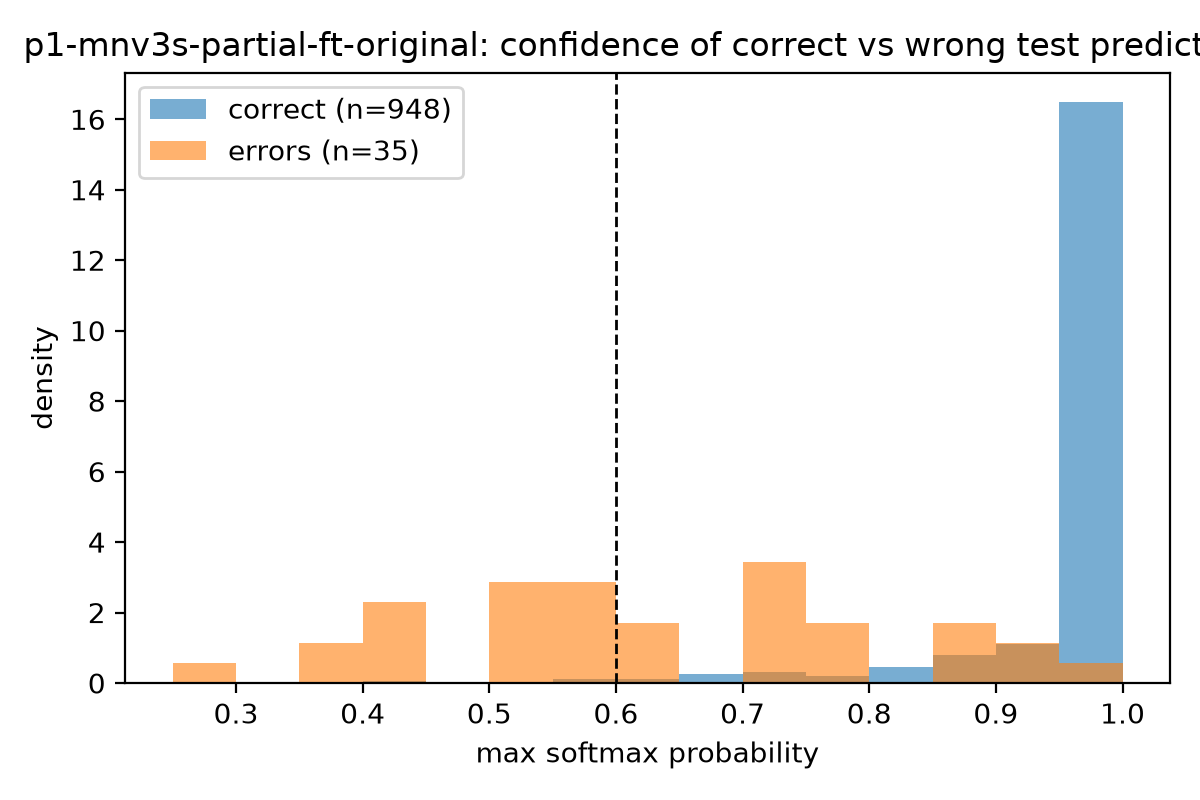 p1-mnv3s-partial-ft-original: confidence of correct vs wrong test predict
correct (n=948)
errors (n=35)
16
14
12
10
8
6
4
2
0
density
0.3 0.4 0.5 0.6 0.7 0.8 0.9 1.0
max softmax probability